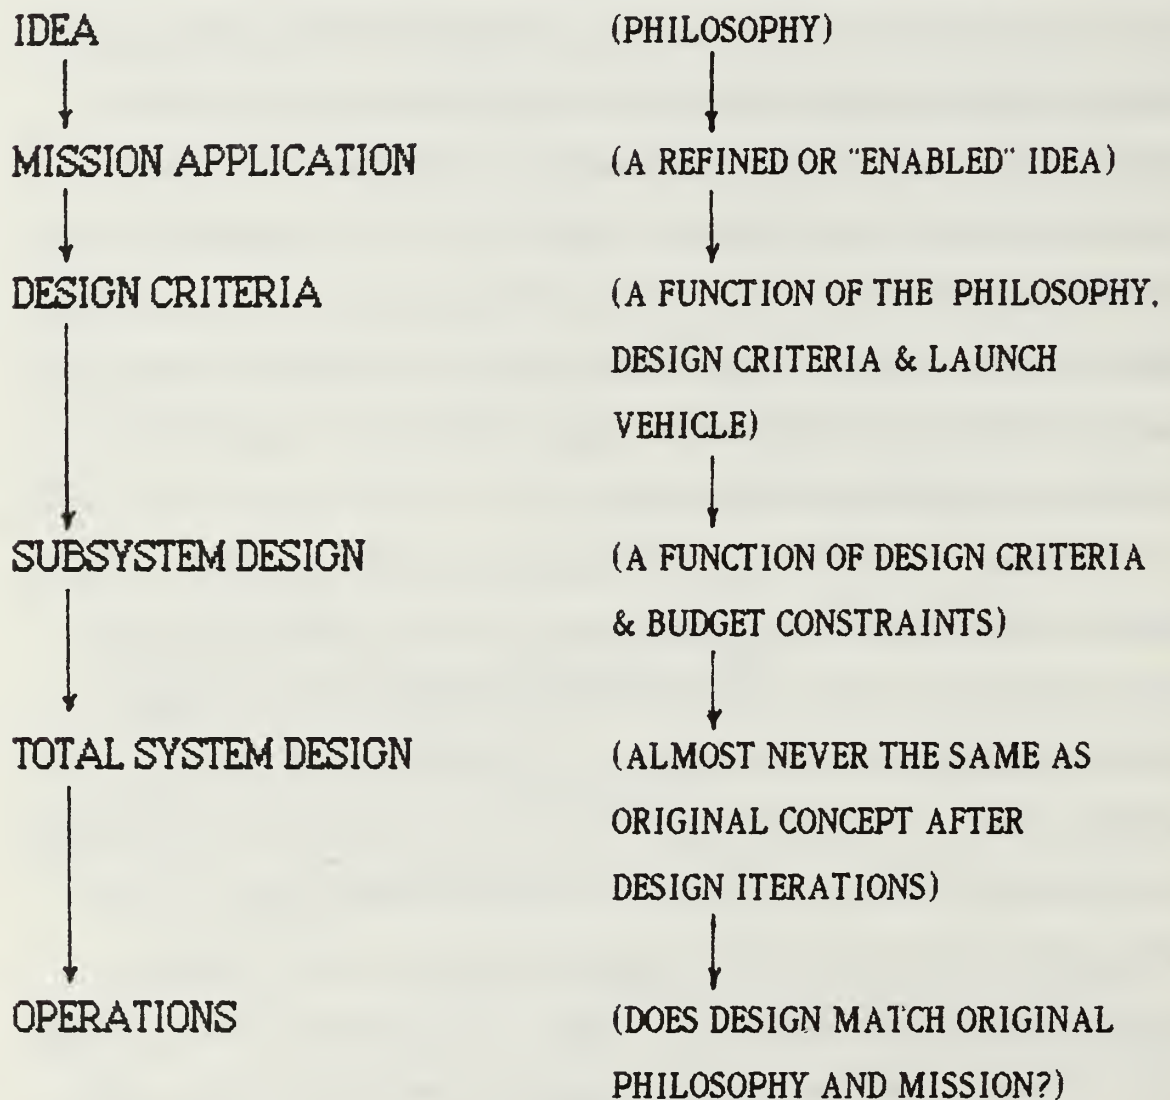 IDEA
(PHILOSOPHY)
MISSION APPLICATION
(A REFINED OR "ENABLED" IDEA)
DESIGN CRITERIA
(A FUNCTION OF THE PHILOSOPHY,
DESIGN CRITERIA & LAUNCH
VEHICLE)
SUBSYSTEM DESIGN
(A FUNCTION OF DESIGN CRITERIA
& BUDGET CONSTRAINTS)
TOTAL SYSTEM DESIGN
(ALMOST NEVER THE SAME AS
ORIGINAL CONCEPT AFTER
DESIGN ITERATIONS)
OPERATIONS
(DOES DESIGN MATCH ORIGINAL
PHILOSOPHY AND MISSION?)